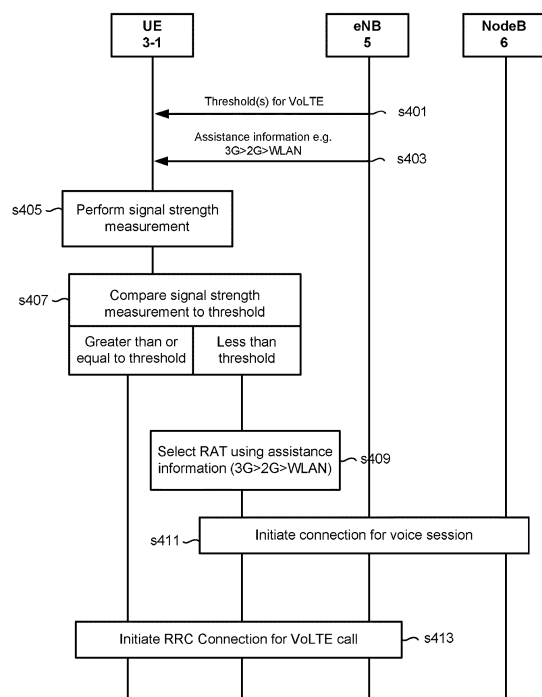 UE
3-1
eNB
5
NodeB
6
Threshold(s) for VoLTE
s401
Assistance information e.g.
3G>2G>WLAN
s403
s405
Perform signal strength
measurement
s407
Compare signal strength
measurement to threshold
Greater than or
equal to threshold
Less than
threshold
Select RAT using assistance
information (3G>2G>WLAN)
s409
s411
Initiate connection for voice session
Initiate RRC Connection for VoLTE call
s413